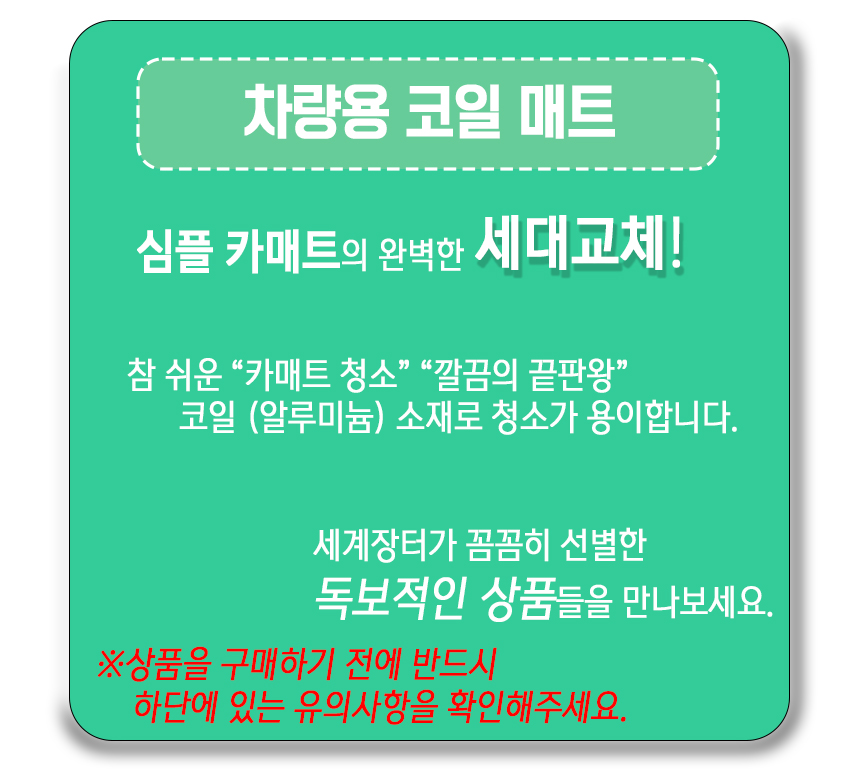 차량용 코일 매트
심플 카매트의 완벽한 세대교체!
참 쉬운 “카매트 청소” “깔끔의 끝판왕”
코일 (알루미늄) 소재로 청소가 용이합니다.
세계장터가 꼼꼼히 선별한
독보적인 상품들을 만나보세요.
※상품을 구매하기 전에 반드시
하단에 있는 유의사항을 확인해주세요.